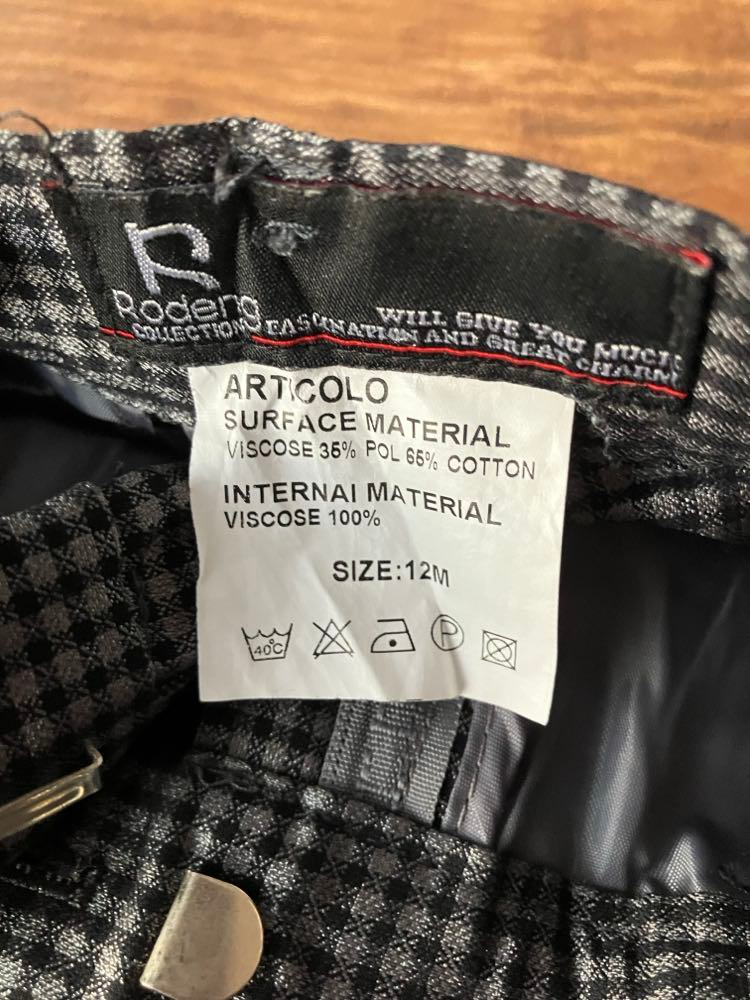 R
Rodeng
COLLECTION
WILL GIVE YOU MUCH
FASCINATION AND GREAT CHARM
ARTICOLO
SURFACE MATERIAL
VISCOSE 35% POL 65% COTTON
INTERNAI MATERIAL
VISCOSE 100%
SIZE:12M
40°C
P